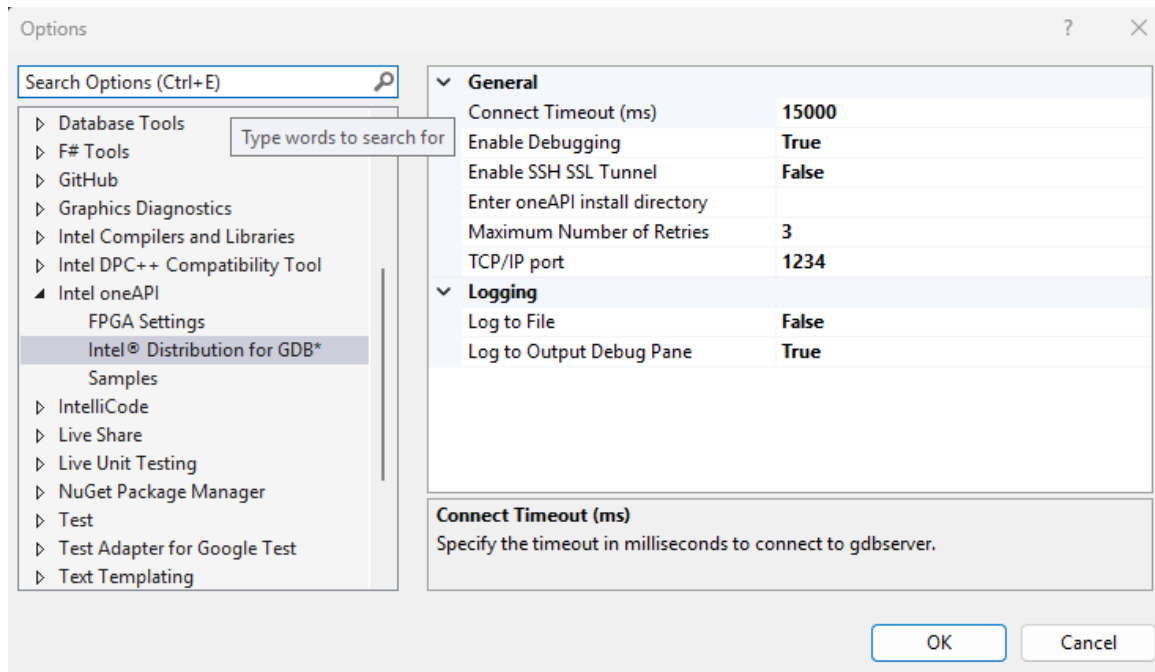 Options
?
Search Options (Ctrl+E)
Type words to search for
Database Tools
F# Tools
GitHub
Graphics Diagnostics
Intel Compilers and Libraries
Intel DPC++ Compatibility Tool
Intel oneAPI
FPGA Settings
Intel® Distribution for GDB*
Samples
IntelliCode
Live Share
Live Unit Testing
NuGet Package Manager
Test
Test Adapter for Google Test
Text Templating
General
Connect Timeout (ms) 15000
Enable Debugging True
Enable SSH SSL Tunnel False
Enter oneAPI install directory
Maximum Number of Retries 3
TCP/IP port 1234
Logging
Log to File False
Log to Output Debug Pane True
Connect Timeout (ms)
Specify the timeout in milliseconds to connect to gdbserver.
OK Cancel